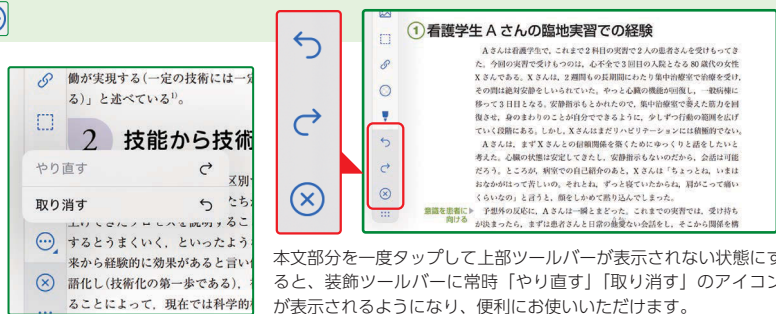 働が実現する(一定の技術には一定
る)」と述べている1)。
2 技能から技術
やり直す
区別
取り消す
たち
上げてきたプロセスを説明するこ
するとうまくいく,といったよう
来から経験的に効果があると言い
語化し(技術化の第一歩である),
ることによって,現在では科学的
1 看護学生 A さんの臨地実習での経験
Aさんは看護学生で,これまで2科目の実習で2人の患者さんを受けもってき
た。今回の実習で受けもつのは,心不全で3回目の入院となる80歳代の女性
Xさんである。Xさんは,2週間もの長期間にわたり集中治療室で治療を受け,
その間は絶対安静をしいられていた。やっと心臓の機能が回復し,一般病棟に
移って3日目となる。安静指示もとかれたので,集中治療室で萎えた筋力を回
復させ,身のまわりのことが自分でできるように,少しずつ行動の範囲を広げ
ていく段階にある。しかし,Xさんはまだリハビリテーションには積極的でない。
Aさんは,まずXさんとの信頼関係を築くためにゆっくりと話をしたいと
考えた。心臓の状態は安定してきたし,安静指示もないのだから,会話は可能
だろう。ところが,病室での自己紹介のあと,Xさんは「ちょっとね,いまは
おなかがはって苦しいの。それとね,ずっと寝ていたからね,肩がこって痛い
くらいなの」と言うと,顔をしかめて黙り込んでしまった。
意識を患者に
向ける
予想外の反応に,Aさんは一瞬とまどった。これまでの実習では,受け持ち
が決まったら,まずは患者さんと日常の他愛ない会話をし,そこから関係を構
本文部分を一度タップして上部ツールバーが表示されない状態にす
ると、装飾ツールバーに常時「やり直す」「取り消す」のアイコン
が表示されるようになり、便利にお使いいただけます。